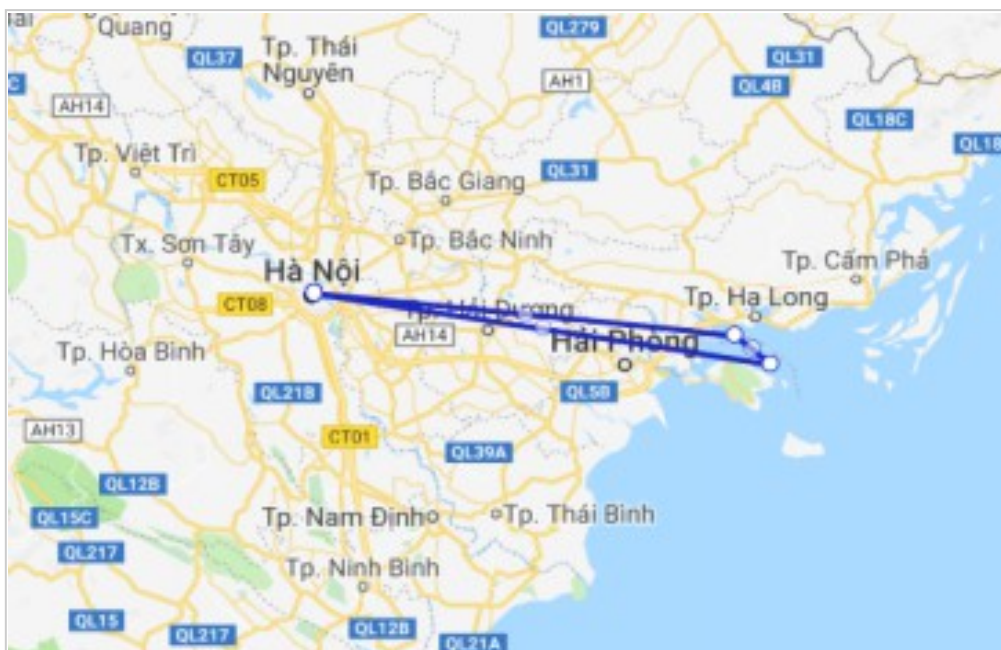 Quang
QL279
QL31
QL37
Tp. Thái
Nguyên
AH14
AH1
QL4B
QL18C
QL18
Tp. Việt Trì
CT05
Tp. Bắc Giang
QL31
Tx. Sơn Tây
Tp. Bắc Ninh
Hà Nội
Tp. Cẩm Phả
CT08
Tp. Hải Dương
Tp. Hạ Long
AH14
Hải Phòng
Tp. Hòa Bình
QL21B
QL5B
AH13
CT01
QL39A
QL12B
QL15C
Tp. Nam Định
Tp. Thái Bình
QL217
Tp. Ninh Bình
QL15
QL217
QL12B
QL21A